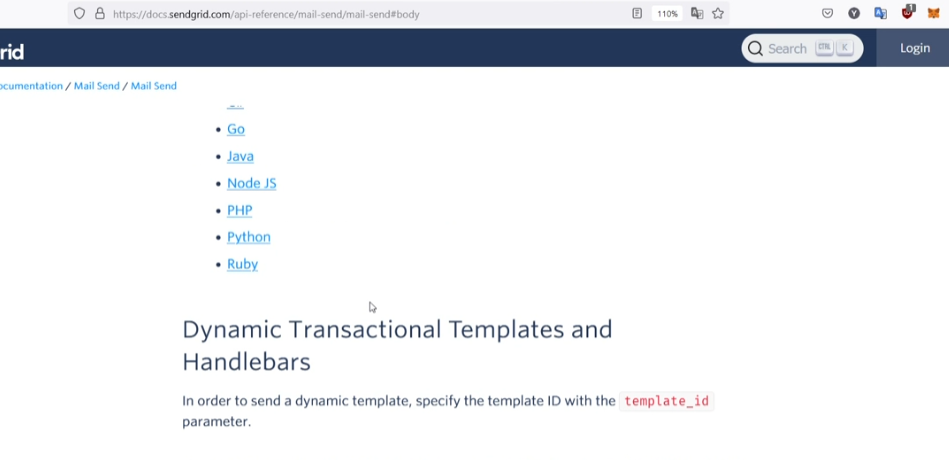 https://docs.sendgrid.com/api-reference/mail-send/mail-send#body
110%
1
rid
Search CTRL K
Login
ocumentation / Mail Send / Mail Send
Go
Java
Node JS
PHP
Python
Ruby
Dynamic Transactional Templates and
Handlebars
In order to send a dynamic template, specify the template ID with the template_id
parameter.